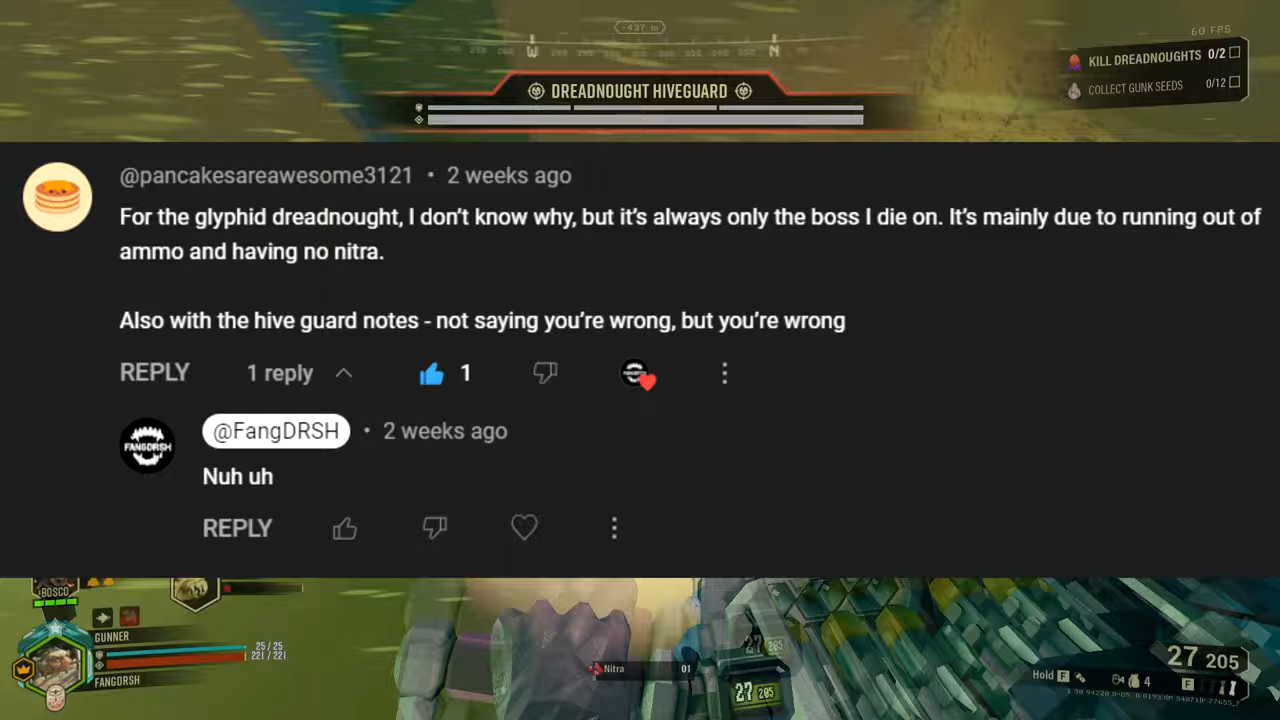 -437 m
W
N
60 FPS
DREADNOUGHT HIVEGUARD
KILL DREADNOUGHTS 0/2
COLLECT GUNK SEEDS 0/12
@pancakesareawesome3121 • 2 weeks ago
For the glyphid dreadnought, I don't know why, but it's always only the boss I die on. It's mainly due to running out of
ammo and having no nitra.
Also with the hive guard notes - not saying you're wrong, but you're wrong
REPLY 1 reply 1
FANGDRSH
@FangDRSH • 2 weeks ago
Nuh uh
REPLY
BOSCO
GUNNER
25/25
221/221
FANGDRSH
Nitra 01
27 205
27 205
Hold F
4 4 F